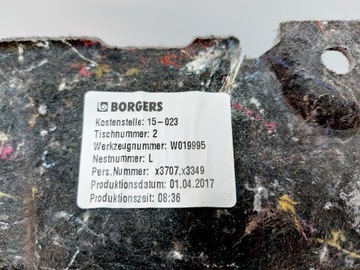 BORGERS
Kostenstelle: 15-023
Tischnummer: 2
Werkzeugnummer: W019995
Nestnummer: L
Pers.Nummer: x3707,x3349
Produktionsdatum: 01.04.2017
Produktionszeit: 08:36